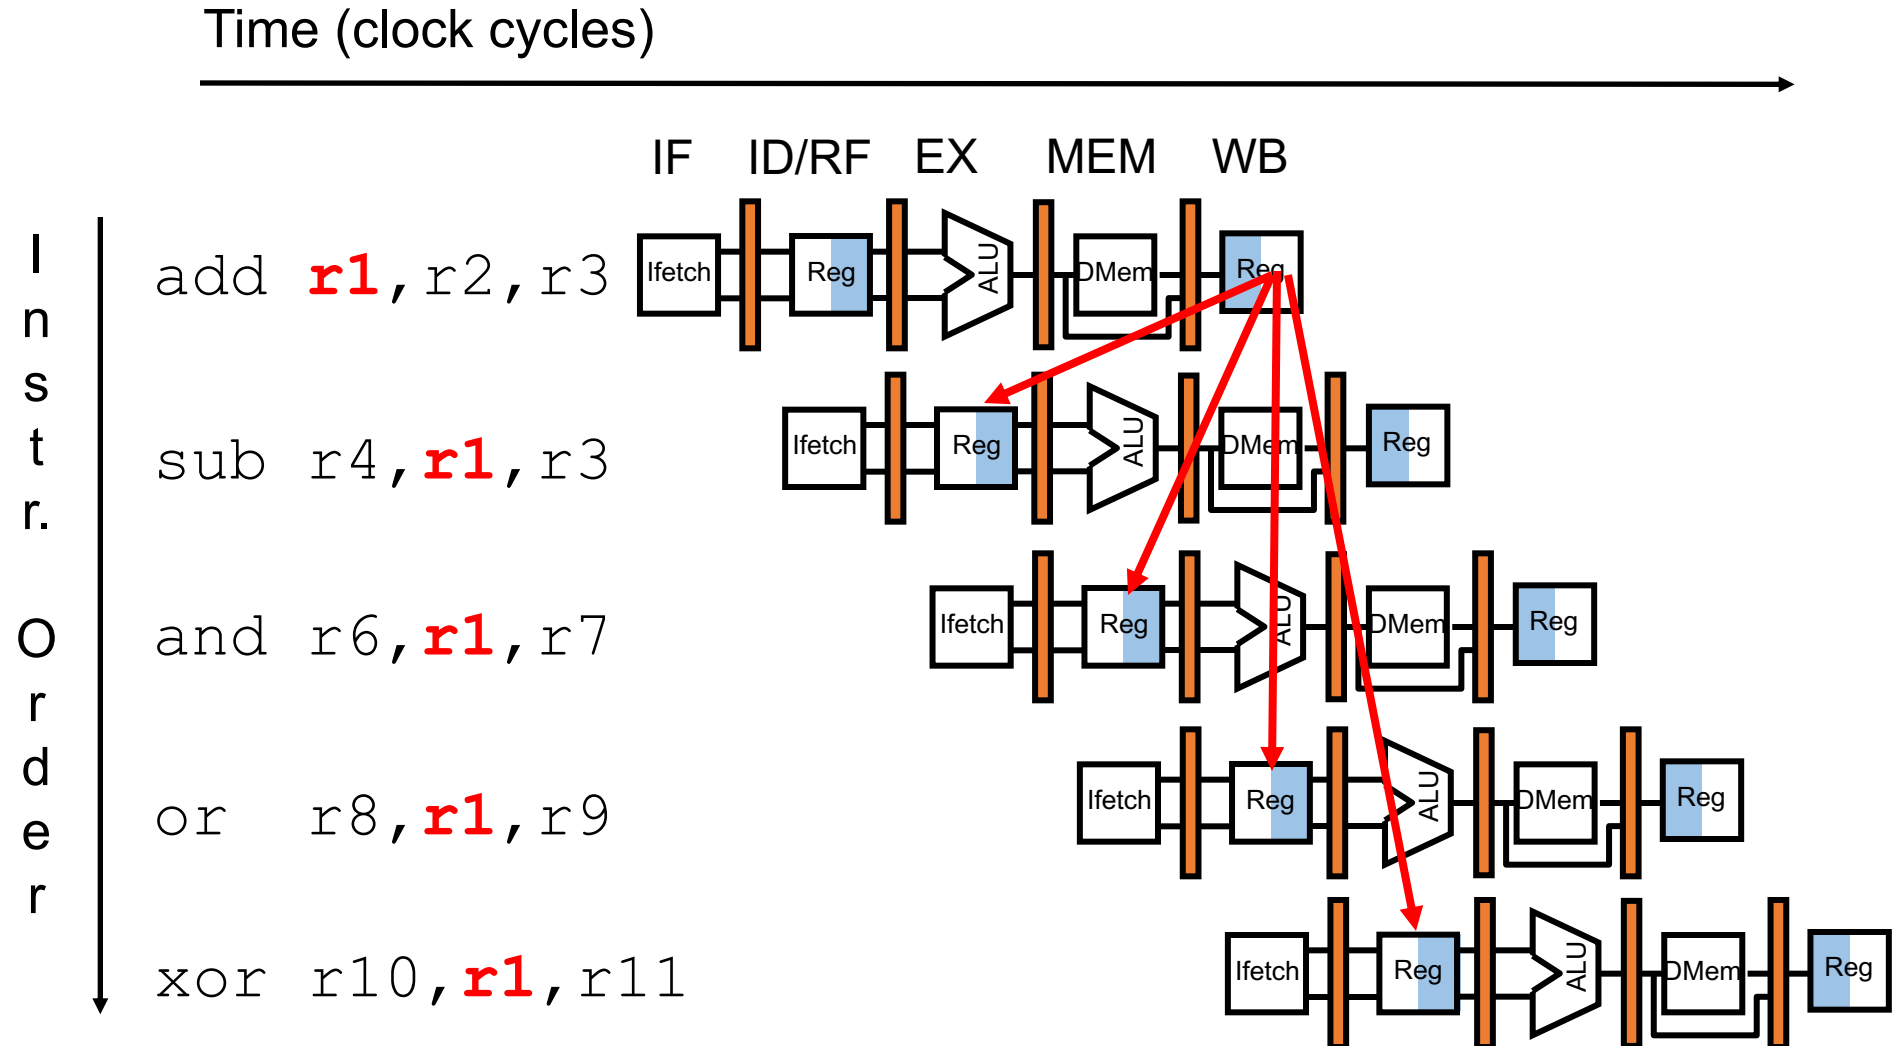 Time (clock cycles)
IF ID/RF EX MEM WB
Instr. Order
add r1,r2,r3 Ifetch Reg ALU DMem Reg
sub r4,r1,r3 Ifetch Reg ALU DMem Reg
and r6,r1,r7 Ifetch Reg ALU DMem Reg
or r8,r1,r9 Ifetch Reg ALU DMem Reg
xor r10,r1,r11 Ifetch Reg ALU DMem Reg